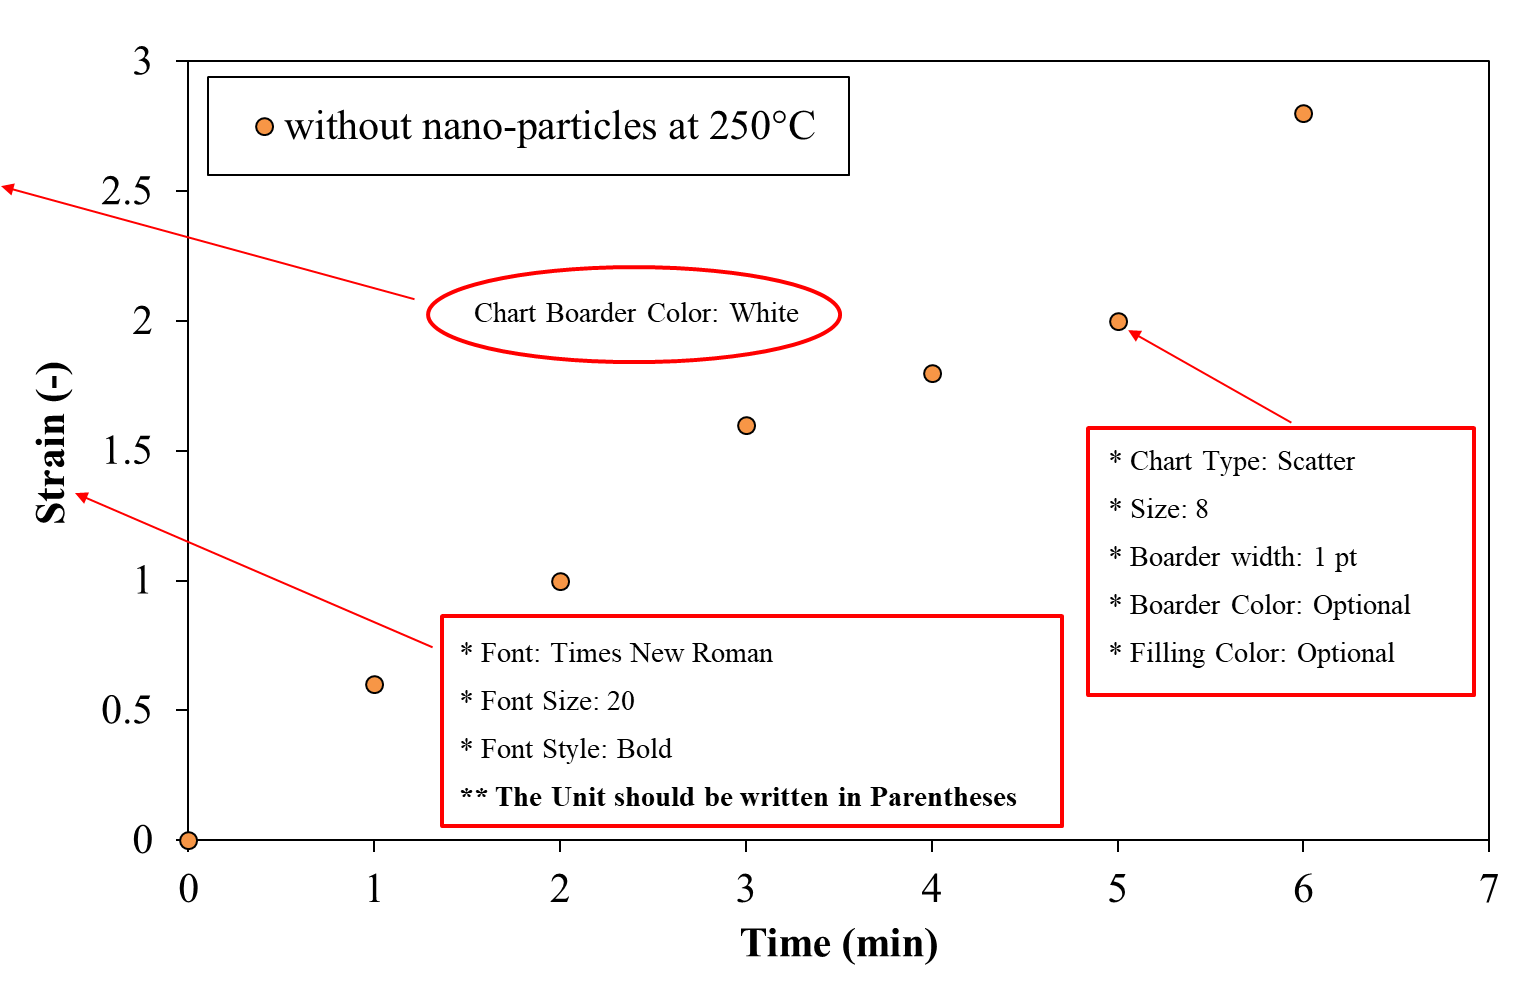 3
2.5
2
1.5
1
0.5
0
Strain (-)
without nano-particles at 250°C
Chart Boarder Color: White
* Chart Type: Scatter
* Size: 8
* Boarder width: 1 pt
* Boarder Color: Optional
* Filling Color: Optional
* Font: Times New Roman
* Font Size: 20
* Font Style: Bold
** The Unit should be written in Parentheses
0 1 2 3 4 5 6 7
Time (min)